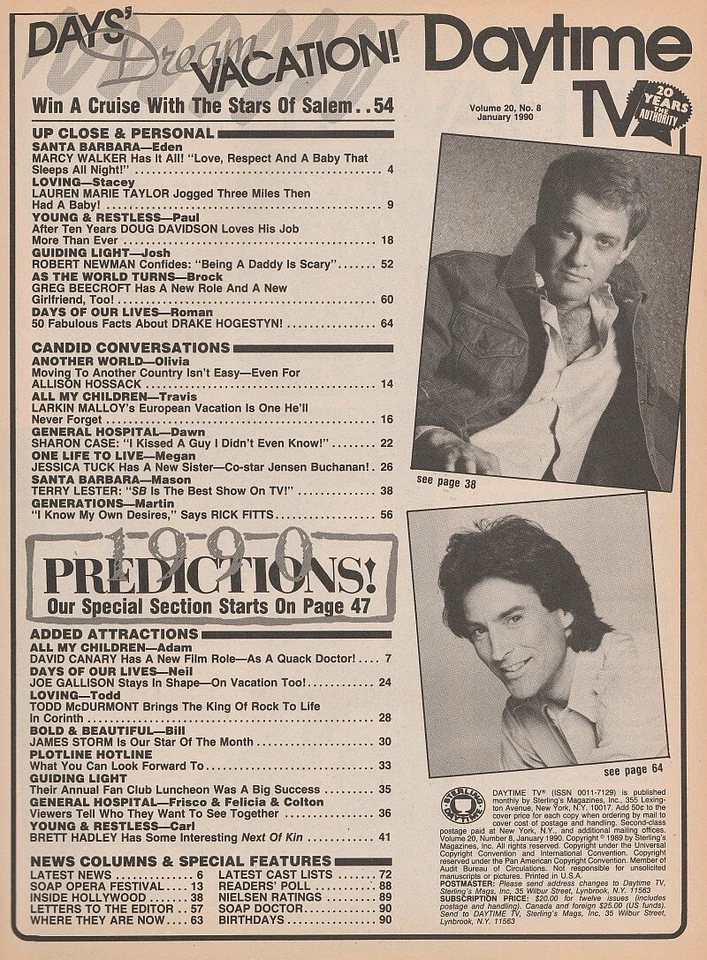 DAYS'
Dream
VACATION!
Win A Cruise With The Stars Of Salem..54
UP CLOSE & PERSONAL
SANTA BARBARA—Eden
MARCY WALKER Has It All! "Love, Respect And A Baby That
Sleeps All Night!" 4
LOVING—Stacey
LAUREN MARIE TAYLOR Jogged Three Miles Then
Had A Baby! 9
YOUNG & RESTLESS—Paul
After Ten Years DOUG DAVIDSON Loves His Job
More Than Ever 18
GUIDING LIGHT—Josh
ROBERT NEWMAN Confides: "Being A Daddy Is Scary" 52
AS THE WORLD TURNS—Brock
GREG BEECROFT Has A New Role And A New
Girlfriend, Too! 60
DAYS OF OUR LIVES—Roman
50 Fabulous Facts About DRAKE HOGESTYN! 64
CANDID CONVERSATIONS
ANOTHER WORLD—Olivia
Moving To Another Country Isn't Easy—Even For
ALLISON HOSSACK 14
ALL MY CHILDREN—Travis
LARKIN MALLOY's European Vacation Is One He'll
Never Forget 16
GENERAL HOSPITAL—Dawn
SHARON CASE: "I Kissed A Guy I Didn't Even Know!" 22
ONE LIFE TO LIVE—Megan
JESSICA TUCK Has A New Sister—Co-star Jensen Buchanan!. 26
SANTA BARBARA—Mason
TERRY LESTER: "SB Is The Best Show On TV!" 38
GENERATIONS—Martin
"I Know My Own Desires," Says RICK FITTS 56
1990
PREDICTIONS!
Our Special Section Starts On Page 47
ADDED ATTRACTIONS
ALL MY CHILDREN—Adam
DAVID CANARY Has A New Film Role—As A Quack Doctor! 7
DAYS OF OUR LIVES—Neil
JOE GALLISON Stays In Shape—On Vacation Too! 24
LOVING—Todd
TODD McDURMONT Brings The King Of Rock To Life
In Corinth 28
BOLD & BEAUTIFUL—Bill
JAMES STORM Is Our Star Of The Month 30
PLOTLINE HOTLINE
What You Can Look Forward To 33
GUIDING LIGHT
Their Annual Fan Club Luncheon Was A Big Success 35
GENERAL HOSPITAL—Frisco & Felicia & Colton
Viewers Tell Who They Want To See Together 36
YOUNG & RESTLESS—Carl
BRETT HADLEY Has Some Interesting Next Of Kin 41
NEWS COLUMNS & SPECIAL FEATURES
LATEST NEWS 6
SOAP OPERA FESTIVAL 13
INSIDE HOLLYWOOD 38
LETTERS TO THE EDITOR 57
WHERE THEY ARE NOW 63
LATEST CAST LISTS 72
READERS' POLL 88
NIELSEN RATINGS 89
SOAP DOCTOR 90
BIRTHDAYS 90
Daytime
TV
20
YEARS
THE
AUTHORITY
Volume 20, No. 8
January 1990
see page 38
see page 64
STERLING
DAYTIME
DAYTIME TV® (ISSN 0011-7129) is published
monthly by Sterling's Magazines, Inc., 355 Lexing-
ton Avenue, New York, N.Y. 10017. Add 50¢ to the
cover price for each copy when ordering by mail to
cover cost of postage and handling. Second-class
postage paid at New York, N.Y., and additional mailing offices.
Volume 20, Number 8, January 1990. Copyright © 1989 by Sterling's
Magazines, Inc. All rights reserved. Copyright under the Universal
Copyright Convention and International Convention. Copyright
reserved under the Pan American Copyright Convention. Member of
Audit Bureau of Circulations. Not responsible for unsolicited
manuscripts or pictures. Printed in U.S.A.
POSTMASTER: Please send address changes to Daytime TV,
Sterling's Mags, Inc, 35 Wilbur Street, Lynbrook, N.Y. 11563
SUBSCRIPTION PRICE: $20.00 for twelve issues (includes
postage and handling). Canada and foreign $25.00 (US funds).
Send to DAYTIME TV, Sterling's Mags, Inc, 35 Wilbur Street,
Lynbrook, N.Y. 11563